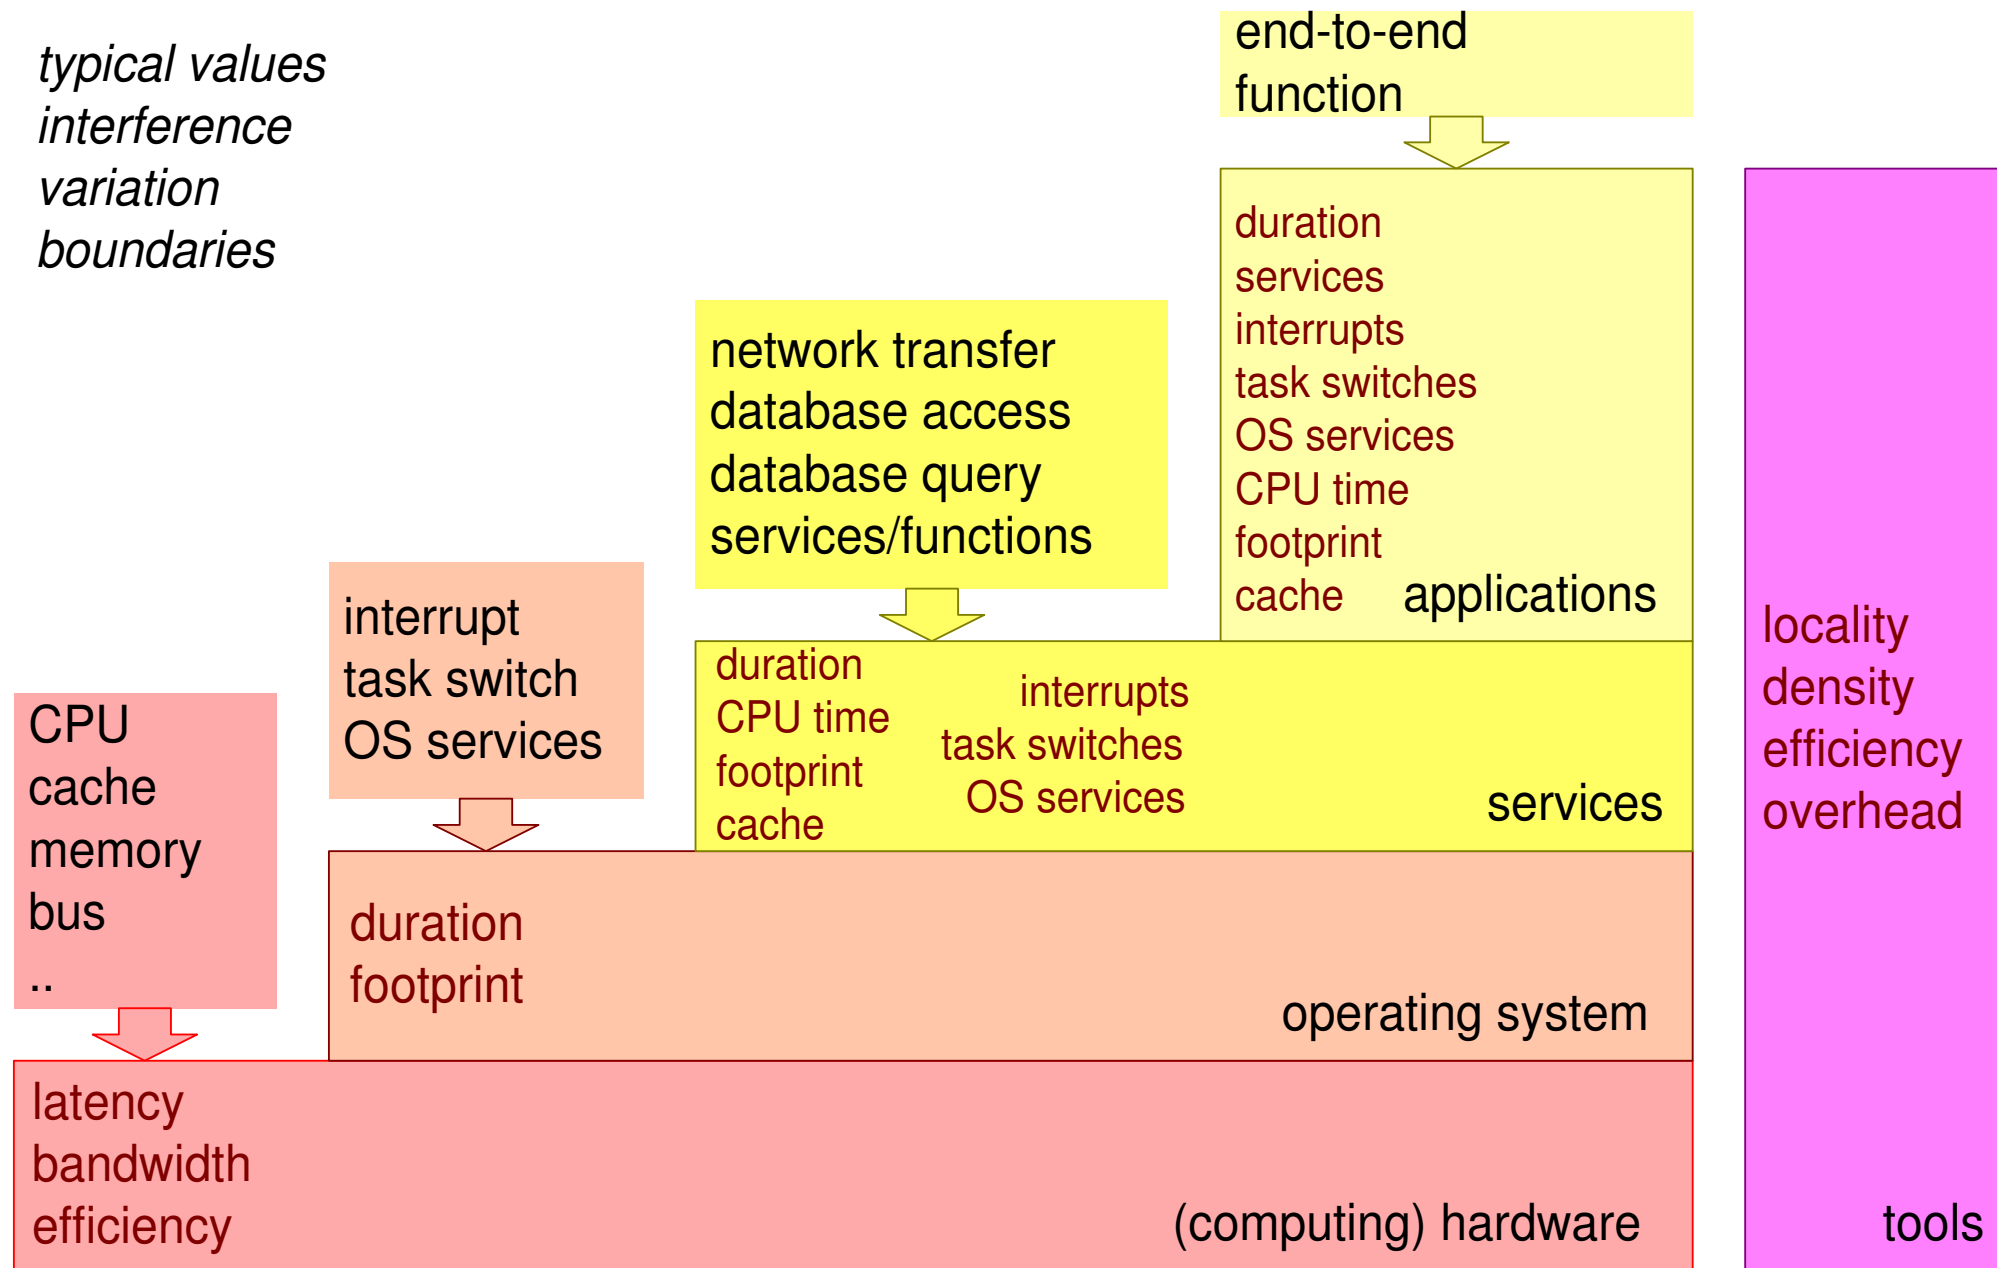 typical values
interference
variation
boundaries
end-to-end
function
duration
services
interrupts
task switches
OS services
CPU time
footprint
cache
applications
network transfer
database access
database query
services/functions
duration
CPU time
footprint
cache
interrupts
task switches
OS services
services
interrupt
task switch
OS services
duration
footprint
operating system
CPU
cache
memory
bus
..
latency
bandwidth
efficiency
(computing) hardware
locality
density
efficiency
overhead
tools